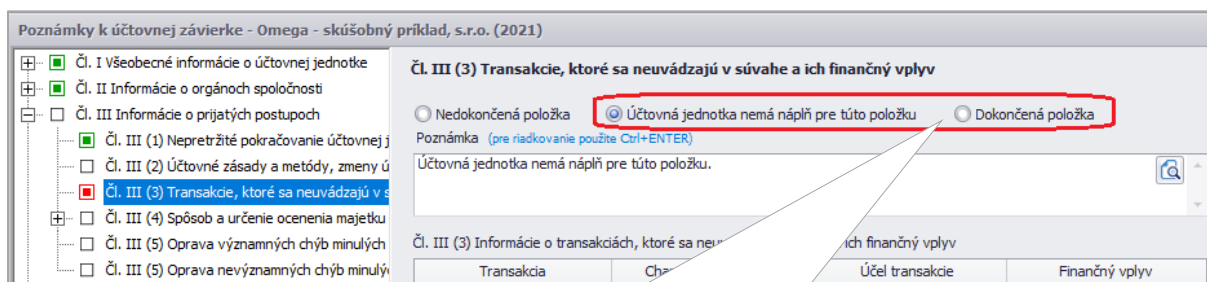 Poznámky k účtovnej závierke - Omega - skúšobný príklad, s.r.o. (2021)
Čl. I Všeobecné informácie o účtovnej jednotke
Čl. II Informácie o orgánoch spoločnosti
Čl. III Informácie o prijatých postupoch
Čl. III (1) Nepretržité pokračovanie účtovnej j
Čl. III (2) Účtovné zásady a metódy, zmeny ú
Čl. III (3) Transakcie, ktoré sa neuvádzajú v s
Čl. III (4) Spôsob a určenie ocenenia majetku
Čl. III (5) Oprava významných chýb minulých
Čl. III (5) Oprava nevýznamných chýb minulý
Čl. III (3) Transakcie, ktoré sa neuvádzajú v súvahe a ich finančný vplyv
Nedokončená položka Účtovná jednotka nemá náplň pre túto položku Dokončená položka
Poznámka (pre riadkovanie použite Ctrl+ENTER)
Účtovná jednotka nemá náplň pre túto položku.
Čl. III (3) Informácie o transakciách, ktoré sa ich finančný vplyv
Transakcia Účel transakcie Finančný vplyv